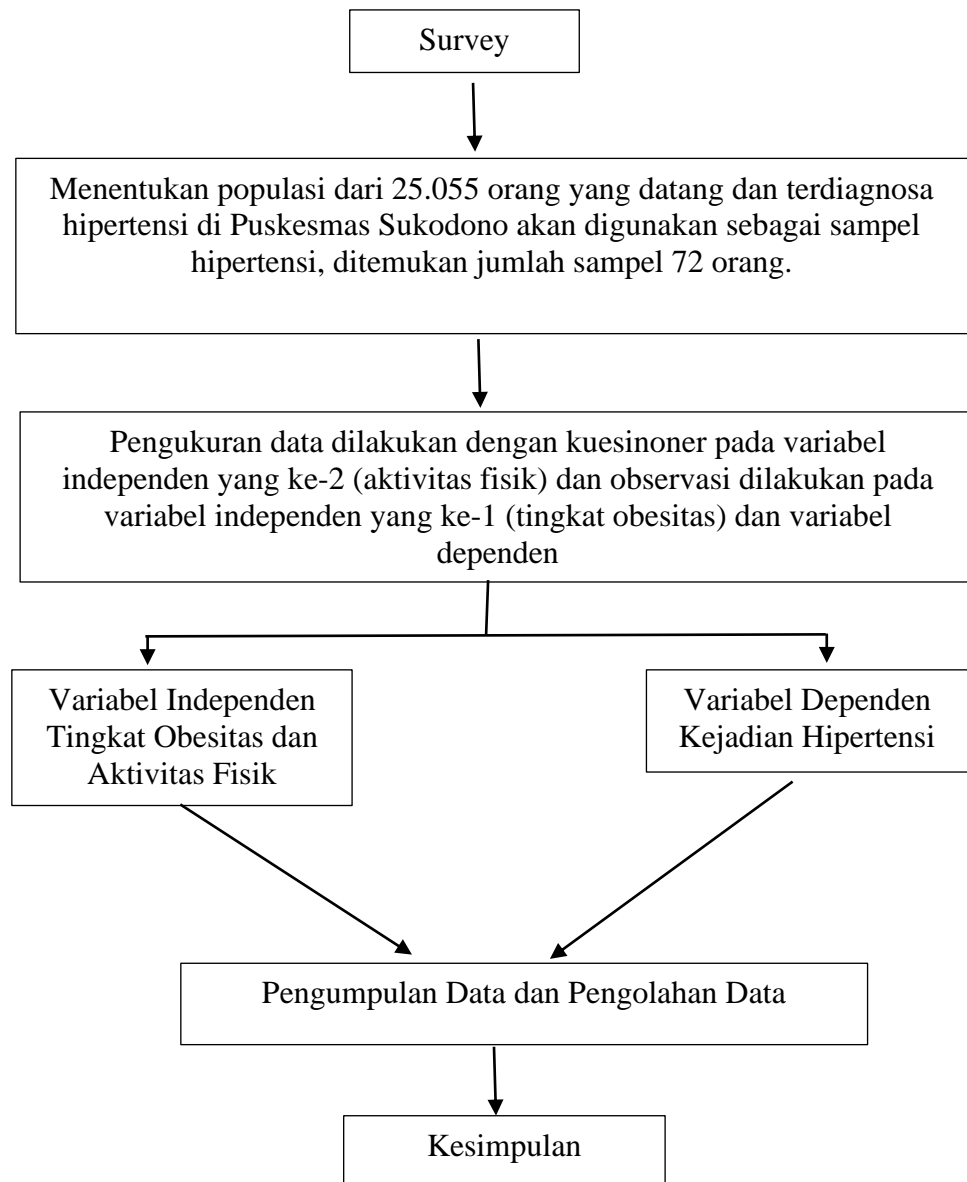 Survey
Menentukan populasi dari 25.055 orang yang datang dan terdiagnosa
hipertensi di Puskesmas Sukodono akan digunakan sebagai sampel
hipertensi, ditemukan jumlah sampel 72 orang.
Pengukuran data dilakukan dengan kuesinoner pada variabel
independen yang ke-2 (aktivitas fisik) dan observasi dilakukan pada
variabel independen yang ke-1 (tingkat obesitas) dan variabel
dependen
Variabel Independen
Tingkat Obesitas dan
Aktivitas Fisik
Variabel Dependen
Kejadian Hipertensi
Pengumpulan Data dan Pengolahan Data
Kesimpulan